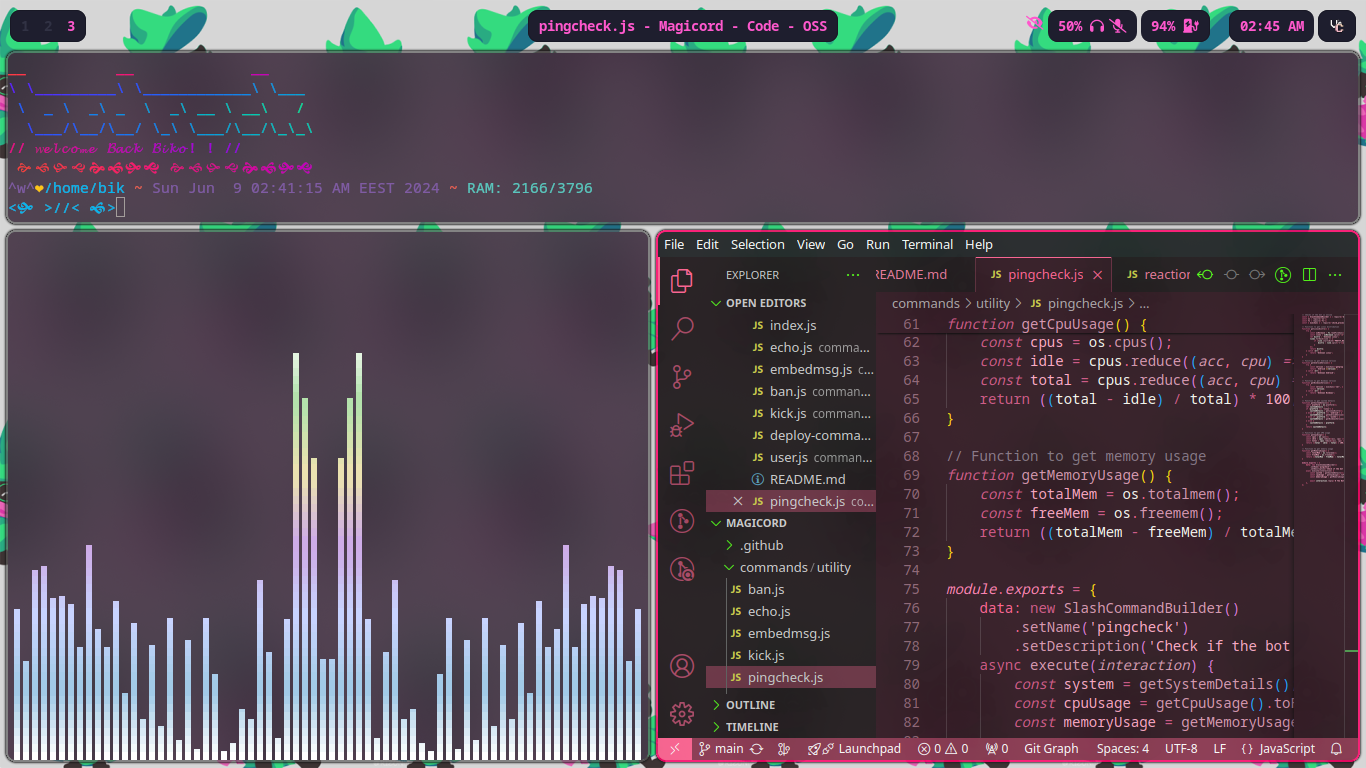 1 2 3
pingcheck.js - Magicord - Code - OSS
50%
94%
02:45 AM
// welcome Back Biko! ! //
^w^❤/home/bik ~ Sun Jun  9 02:41:15 AM EEST 2024 ~ RAM: 2166/3796
File Edit Selection View Go Run Terminal Help
EXPLORER ···
README.md
JS pingcheck.js
JS reaction
···
OPEN EDITORS
JS index.js
JS echo.js comma...
JS embedmsg.js c...
JS ban.js comman...
JS kick.js comman...
JS deploy-comma...
JS user.js comman...
README.md
JS pingcheck.js co...
MAGICORD
.github
commands / utility
JS ban.js
JS echo.js
JS embedmsg.js
JS kick.js
JS pingcheck.js
OUTLINE
TIMELINE
commands > utility > JS pingcheck.js > ...
61 function getCpuUsage() {
62     const cpus = os.cpus();
63     const idle = cpus.reduce((acc, cpu) =
64     const total = cpus.reduce((acc, cpu)
65     return ((total - idle) / total) * 100
66 }
67
68 // Function to get memory usage
69 function getMemoryUsage() {
70     const totalMem = os.totalmem();
71     const freeMem = os.freemem();
72     return ((totalMem - freeMem) / totalMe
73 }
74
75 module.exports = {
76     data: new SlashCommandBuilder()
77         .setName('pingcheck')
78         .setDescription('Check if the bot
79     async execute(interaction) {
80         const system = getSystemDetails()
81         const cpuUsage = getCpuUsage().to
82         const memoryUsage = getMemoryUsage
main Launchpad 0 0 0 Git Graph Spaces: 4 UTF-8 LF {} JavaScript